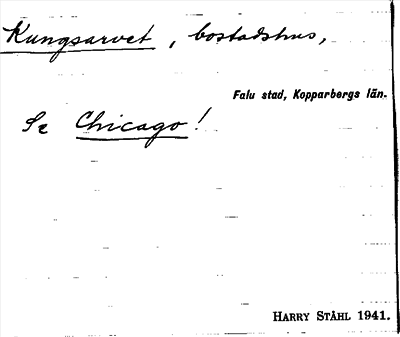 Kungsarvet, bostadshus,
Falu stad, Kopparbergs län.
Se Chicago!
HARRY STÅHL 1941.